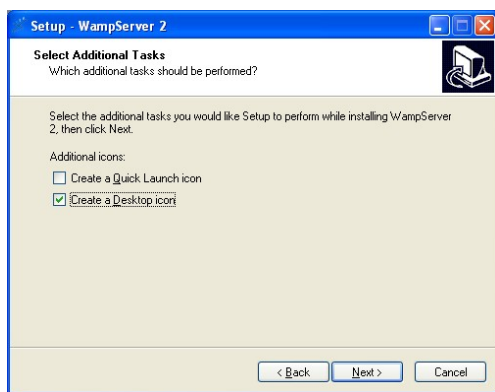 Setup - WampServer 2
Select Additional Tasks
Which additional tasks should be performed?
Select the additional tasks you would like Setup to perform while installing WampServer
2, then click Next.
Additional icons:
Create a Quick Launch icon
Create a Desktop icon
< Back
Next >
Cancel